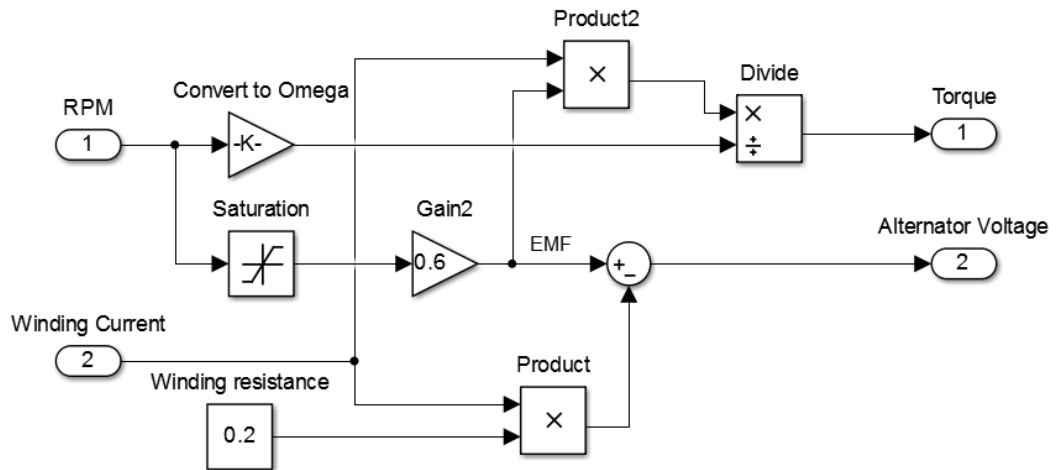 Product2
×
Divide
×
÷
Convert to Omega
-K-
RPM
1
Torque
1
Saturation
Gain2
0.6
EMF
+
−
Alternator Voltage
2
Winding Current
2
Product
×
Winding resistance
0.2